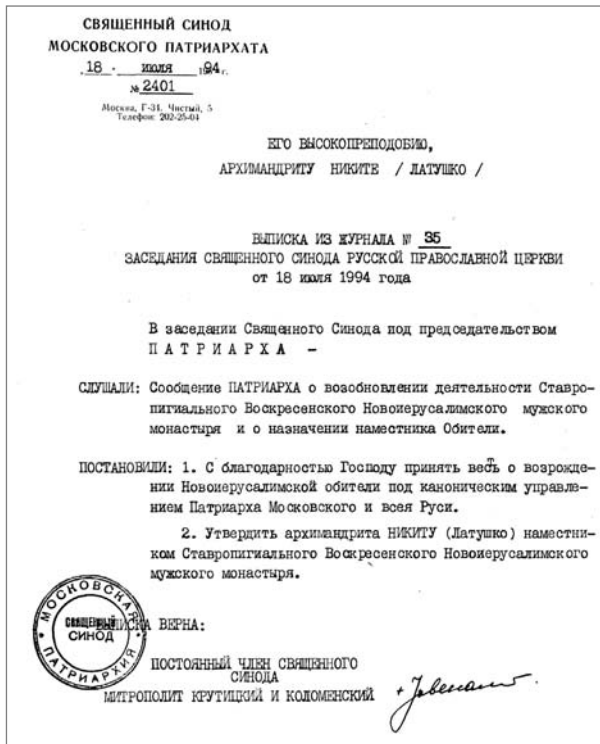 СВЯЩЕННЫЙ СИНОД
МОСКОВСКОГО ПАТРИАРХАТА
18 · июля 1994 г.
№ 2401
Москва, Г-34, Чистый, 5
Телефон: 202-25-04
ЕГО ВЫСОКОПРЕПОДОБИЮ,
АРХИМАНДРИТУ НИКИТЕ / ЛАТУШКО /
ВЫПИСКА ИЗ ЖУРНАЛА № 35
ЗАСЕДАНИЯ СВЯЩЕННОГО СИНОДА РУССКОЙ ПРАВОСЛАВНОЙ ЦЕРКВИ
от 18 июля 1994 года
В заседании Священного Синода под председательством
ПАТРИАРХА –
СЛУШАЛИ: Сообщение ПАТРИАРХА о возобновлении деятельности Ставро-
пигиального Воскресенского Новоиерусалимского мужского
монастыря и о назначении наместника Обители.
ПОСТАНОВИЛИ: 1. С благодарностью Господу принять весть о возрожде-
нии Новоиерусалимской обители под каноническим управле-
нием Патриарха Московского и всея Руси.
2. Утвердить архимандрита НИКИТУ (Латушко) наместни-
ком Ставропигиального Воскресенского Новоиерусалимского
мужского монастыря.
ВЫПИСКА ВЕРНА:
МОСКОВСКАЯ ПАТРИАРХИЯ
СВЯЩЕННЫЙ
СИНОД
ПОСТОЯННЫЙ ЧЛЕН СВЯЩЕННОГО
СИНОДА
МИТРОПОЛИТ КРУТИЦКИЙ И КОЛОМЕНСКИЙ + Ювеналий